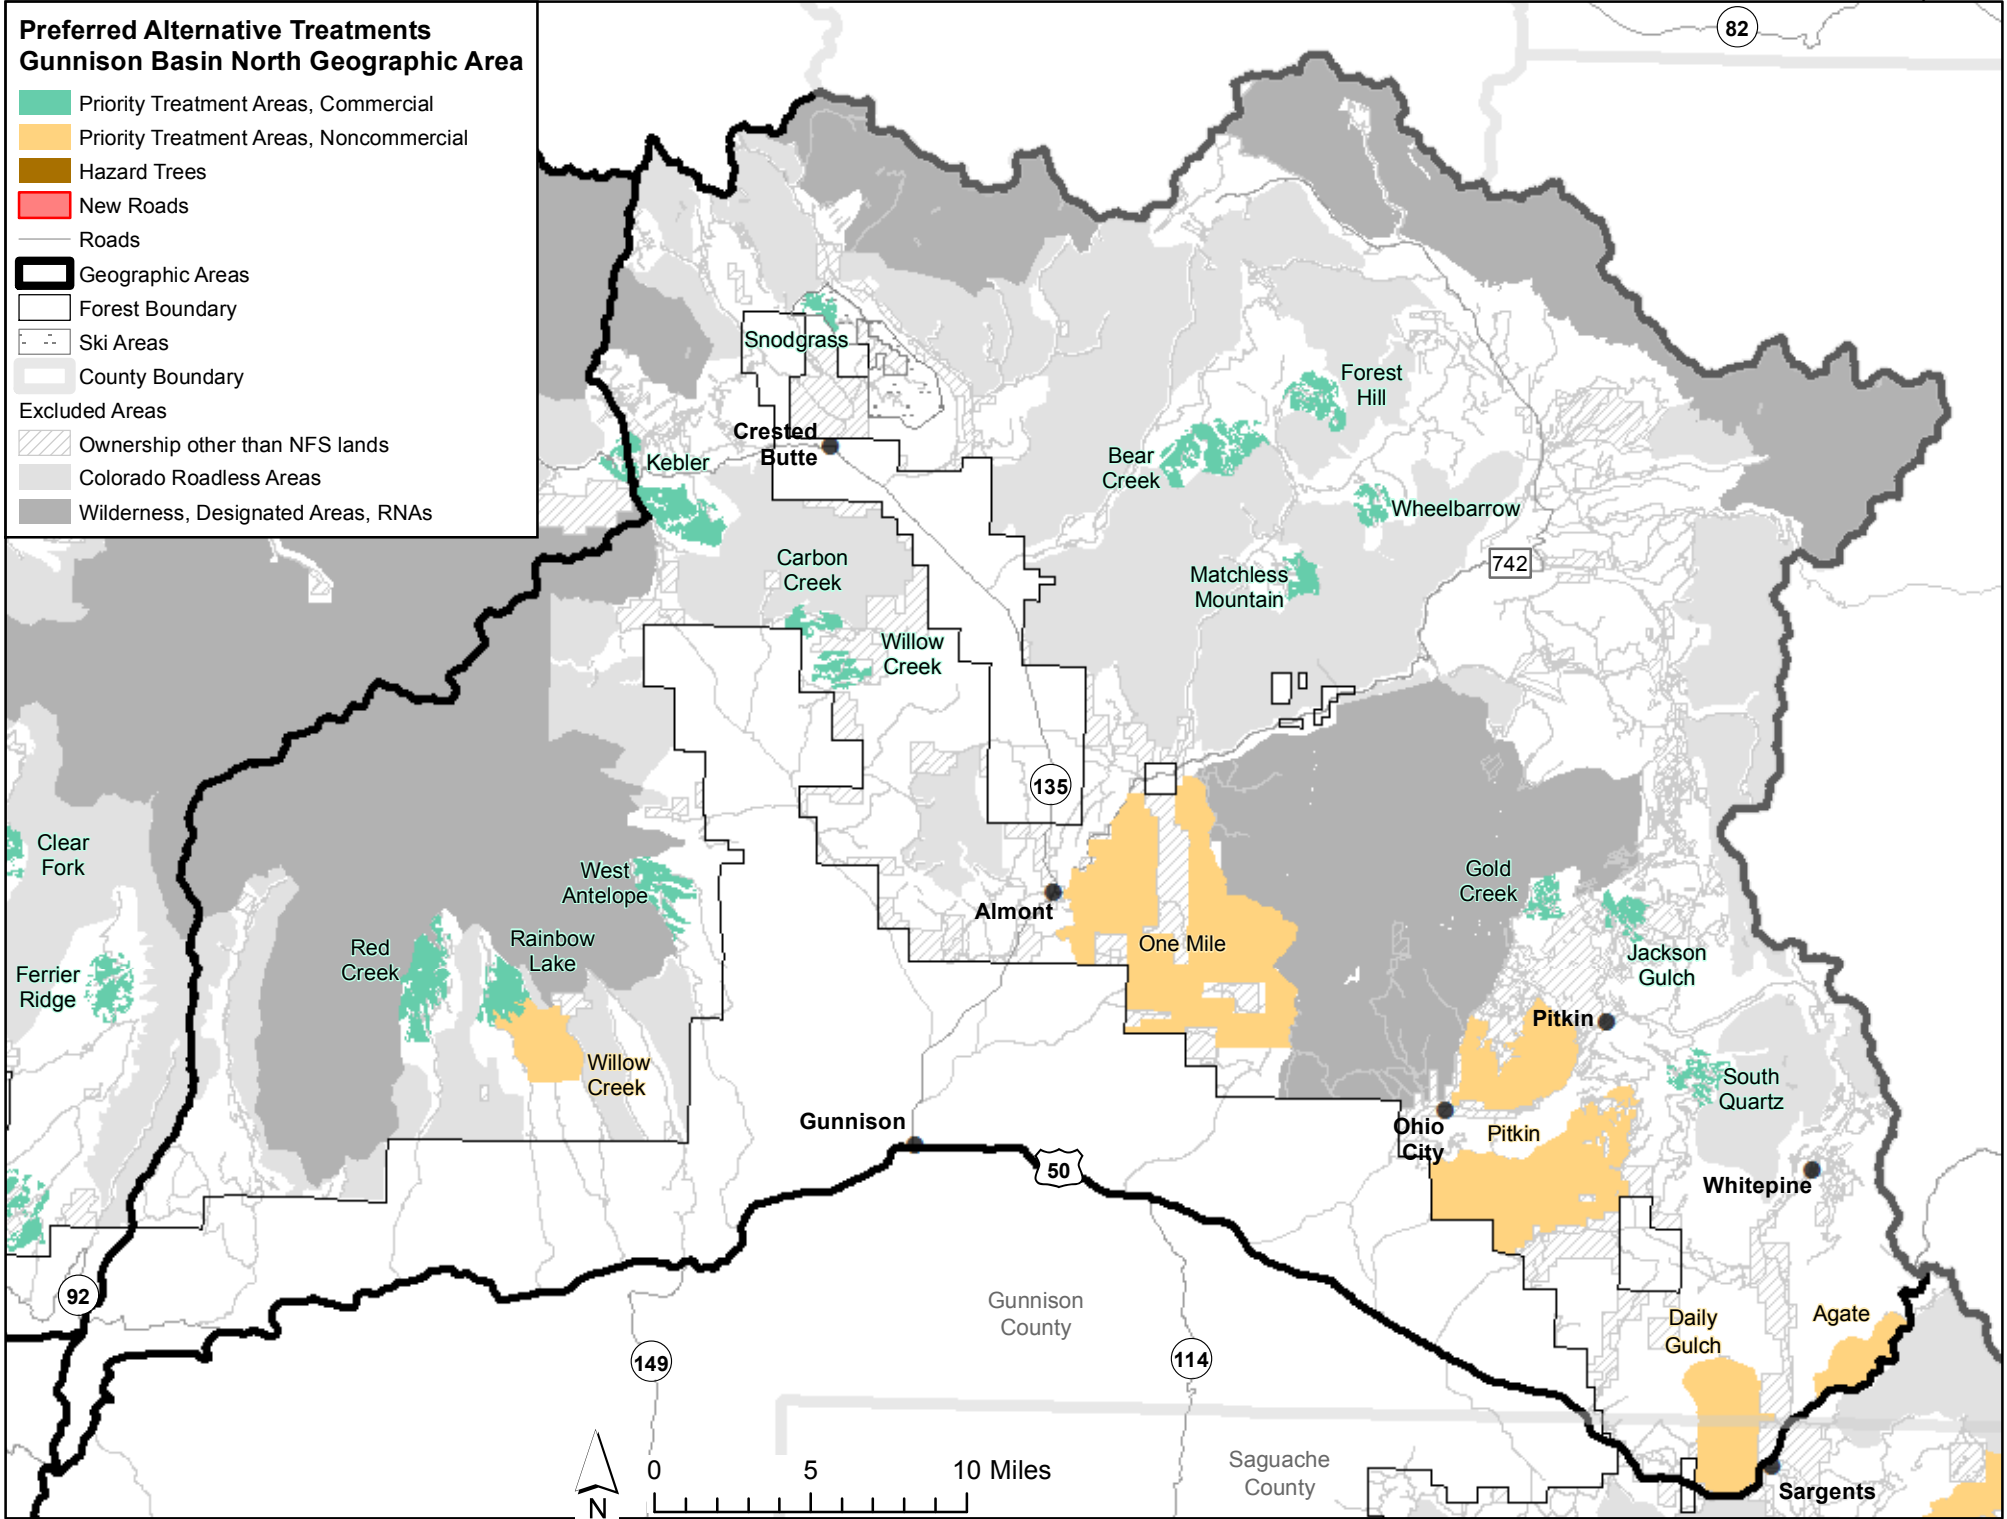 Preferred Alternative Treatments
Gunnison Basin North Geographic Area
Priority Treatment Areas, Commercial
Priority Treatment Areas, Noncommercial
Hazard Trees
New Roads
Roads
Geographic Areas
Forest Boundary
Ski Areas
County Boundary
Excluded Areas
Ownership other than NFS lands
Colorado Roadless Areas
Wilderness, Designated Areas, RNAs
82
Snodgrass
Forest
Hill
Crested
Butte
Kebler
Bear
Creek
Wheelbarrow
Carbon
Creek
742
Matchless
Mountain
Willow
Creek
135
Clear
Fork
West
Antelope
Gold
Creek
Almont
Red
Creek
Rainbow
Lake
One Mile
Jackson
Gulch
Ferrier
Ridge
Pitkin
Willow
Creek
South
Quartz
Gunnison
Ohio
City
Pitkin
50
Whitepine
92
Gunnison
County
Daily
Gulch
Agate
149
114
Saguache
County
Sargents
N
0 5 10 Miles